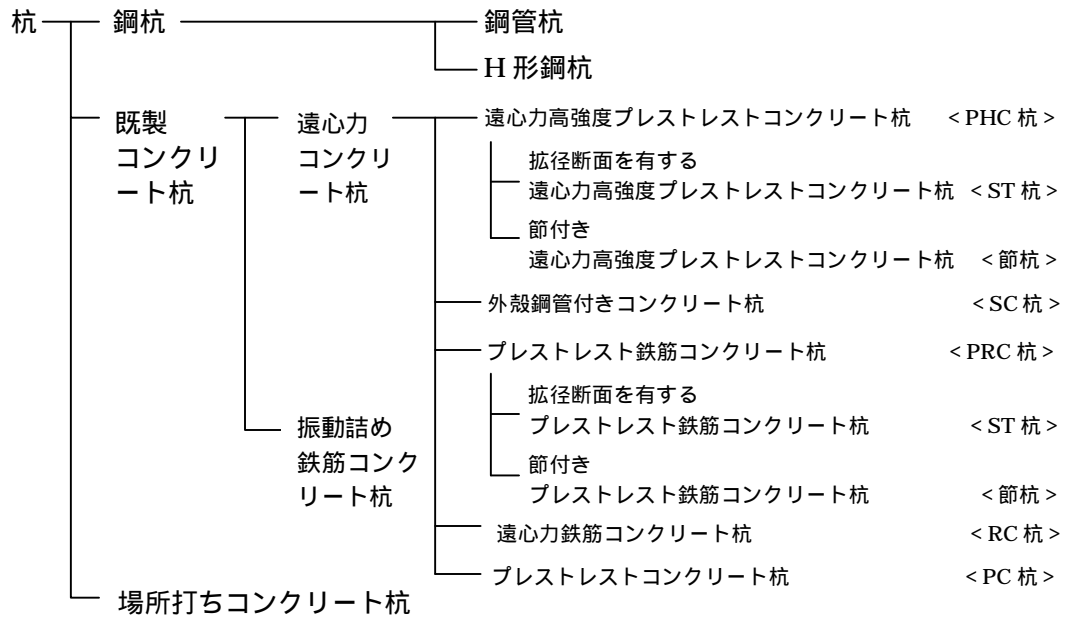 杭 鋼杭 鋼管杭
H 形鋼杭
既製
コンクリ
ート杭
遠心力
コンクリ
ート杭
遠心力高強度プレストレストコンクリート杭 <PHC 杭>
拡径断面を有する
遠心力高強度プレストレストコンクリート杭 <ST 杭>
節付き
遠心力高強度プレストレストコンクリート杭 <節杭>
外殻鋼管付きコンクリート杭 <SC 杭>
プレストレスト鉄筋コンクリート杭 <PRC 杭>
拡径断面を有する
プレストレスト鉄筋コンクリート杭 <ST 杭>
節付き
プレストレスト鉄筋コンクリート杭 <節杭>
遠心力鉄筋コンクリート杭 <RC 杭>
プレストレストコンクリート杭 <PC 杭>
振動詰め
鉄筋コンク
リート杭
場所打ちコンクリート杭